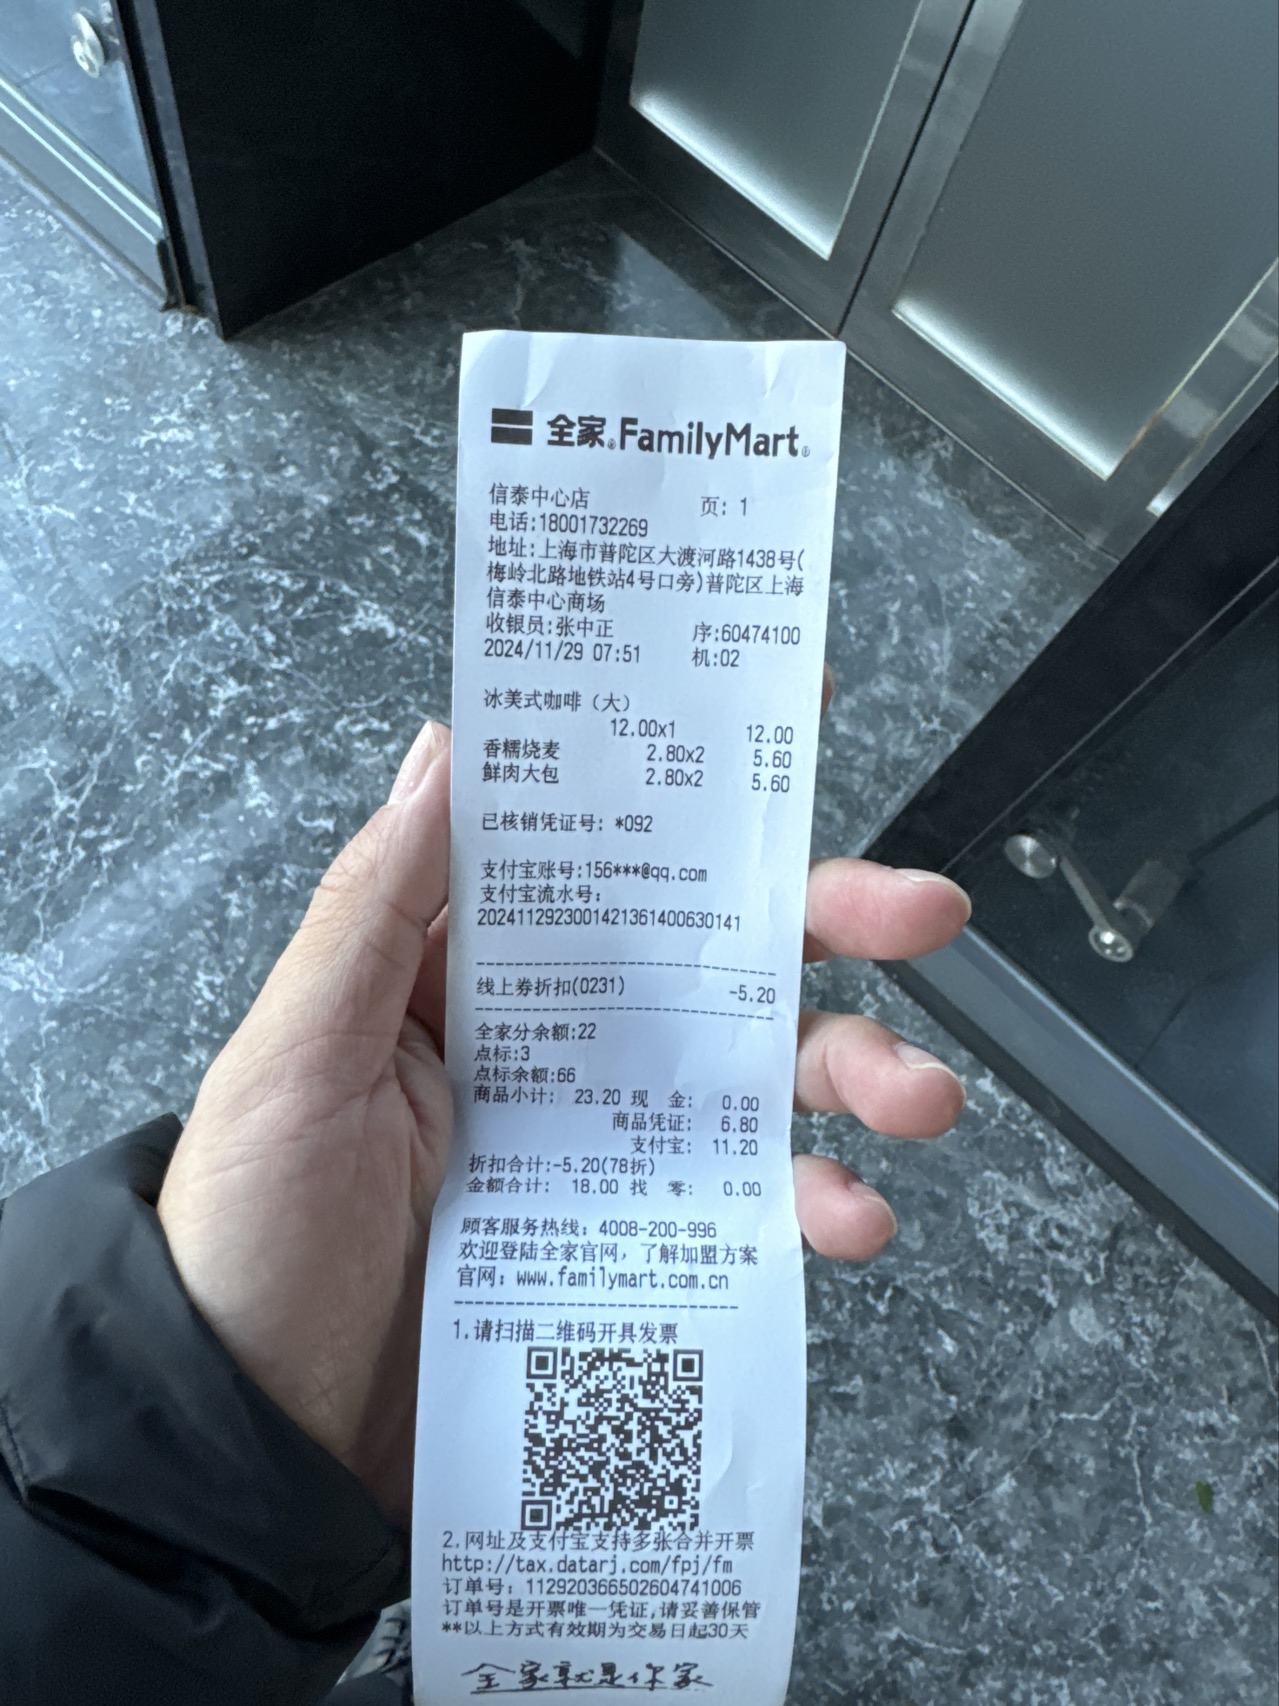 全家®FamilyMart®
信泰中心店 页: 1
电话:18001732269
地址:上海市普陀区大渡河路1438号(
梅岭北路地铁站4号口旁)普陀区上海
信泰中心商场
收银员:张中正 序:60474100
2024/11/29 07:51 机:02
冰美式咖啡（大）
12.00x1 12.00
香糯烧麦 2.80x2 5.60
鲜肉大包 2.80x2 5.60
已核销凭证号: *092
支付宝账号:156***@qq.com
支付宝流水号:
2024112923001421361400630141
线上券折扣(0231) -5.20
全家分余额:22
点标:3
点标余额:66
商品小计: 23.20 现 金: 0.00
商品凭证: 6.80
支付宝: 11.20
折扣合计:-5.20(78折)
金额合计: 18.00 找 零: 0.00
顾客服务热线: 4008-200-996
欢迎登陆全家官网，了解加盟方案
官网: www.familymart.com.cn
1.请扫描二维码开具发票
2.网址及支付宝支持多张合并开票
http://tax.datarj.com/fpj/fm
订单号: 112920366502604741006
订单号是开票唯一凭证,请妥善保管
**以上方式有效期为交易日起30天
全家就是你家